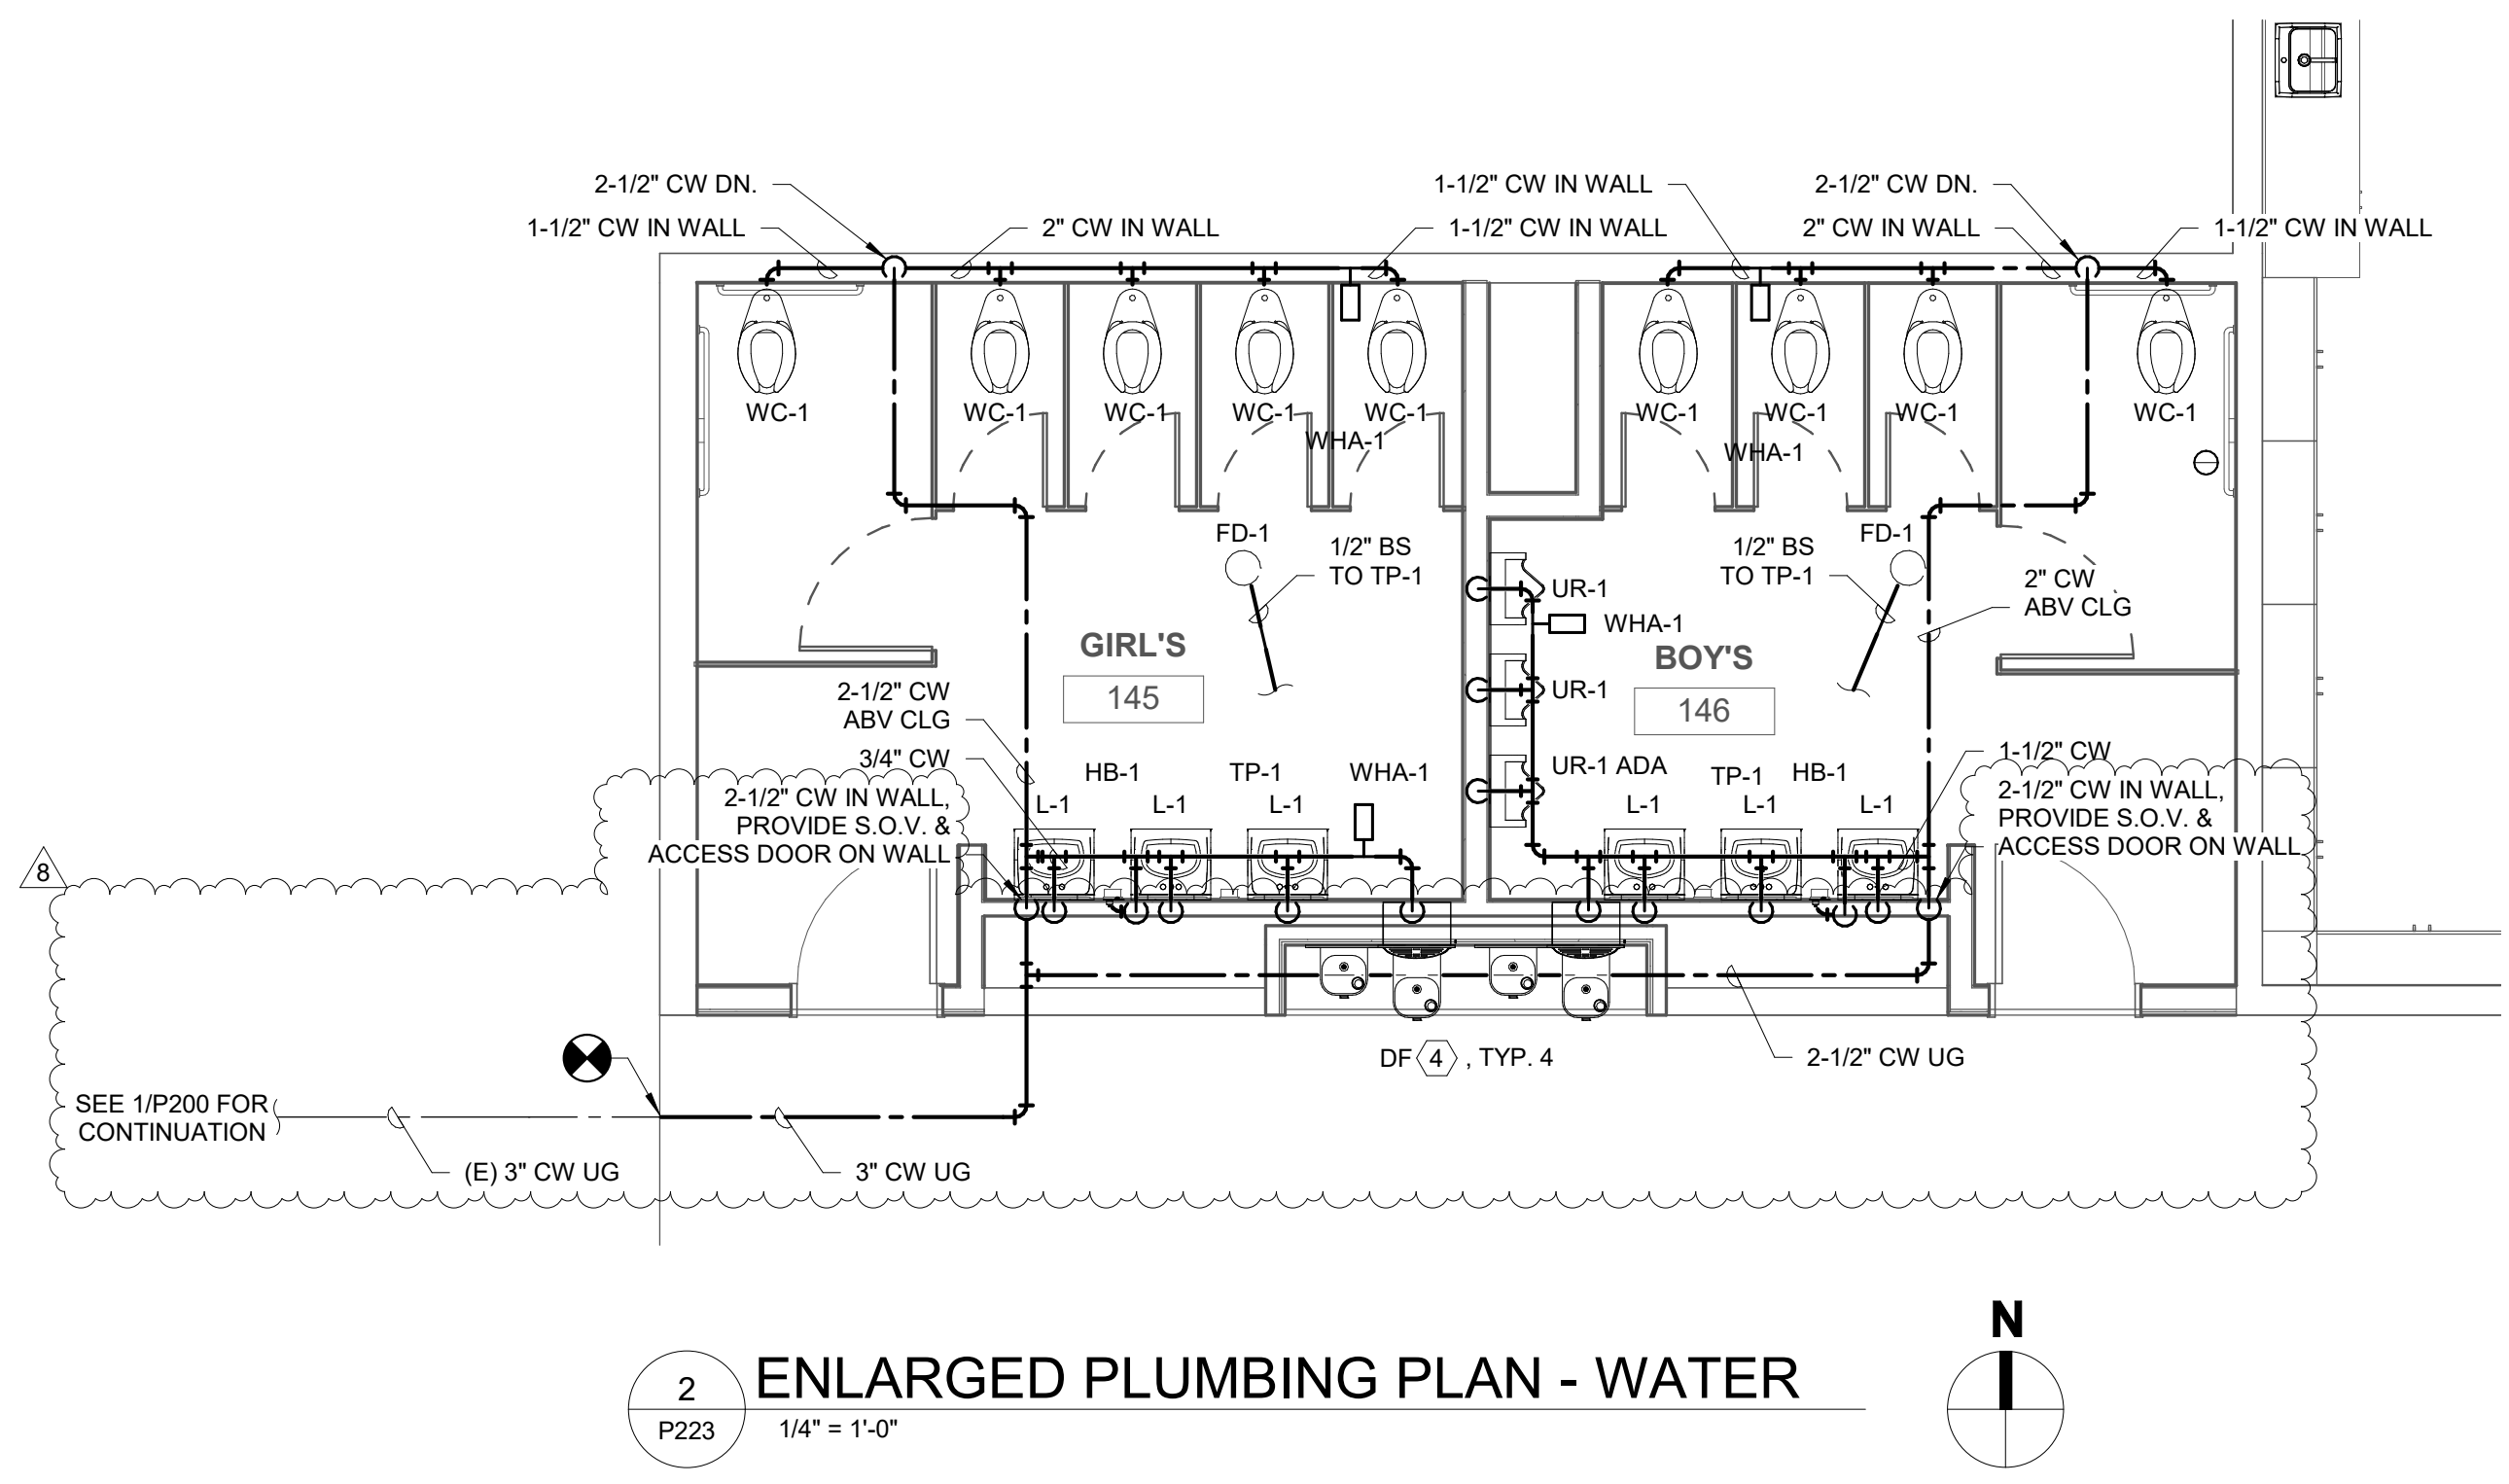 2-1/2" CW DN.
1-1/2" CW IN WALL
2-1/2" CW DN.
1-1/2" CW IN WALL
2" CW IN WALL
1-1/2" CW IN WALL
2" CW IN WALL
1-1/2" CW IN WALL
WC-1
WC-1
WC-1
WC-1
WC-1
WC-1
WC-1
WC-1
WC-1
WHA-1
WHA-1
FD-1
1/2" BS
TO TP-1
1/2" BS
TO TP-1
FD-1
2" CW
ABV CLG
UR-1
WHA-1
GIRL'S
145
BOY'S
146
UR-1
2-1/2" CW
ABV CLG
3/4" CW
HB-1
TP-1
WHA-1
UR-1 ADA
TP-1
HB-1
1-1/2" CW
2-1/2" CW IN WALL,
PROVIDE S.O.V. &
ACCESS DOOR ON WALL
L-1
L-1
L-1
L-1
L-1
L-1
2-1/2" CW IN WALL,
PROVIDE S.O.V. &
ACCESS DOOR ON WALL
8
DF 4 , TYP. 4
2-1/2" CW UG
SEE 1/P200 FOR
CONTINUATION
(E) 3" CW UG
3" CW UG
N
2
P223
ENLARGED PLUMBING PLAN - WATER
1/4" = 1'-0"